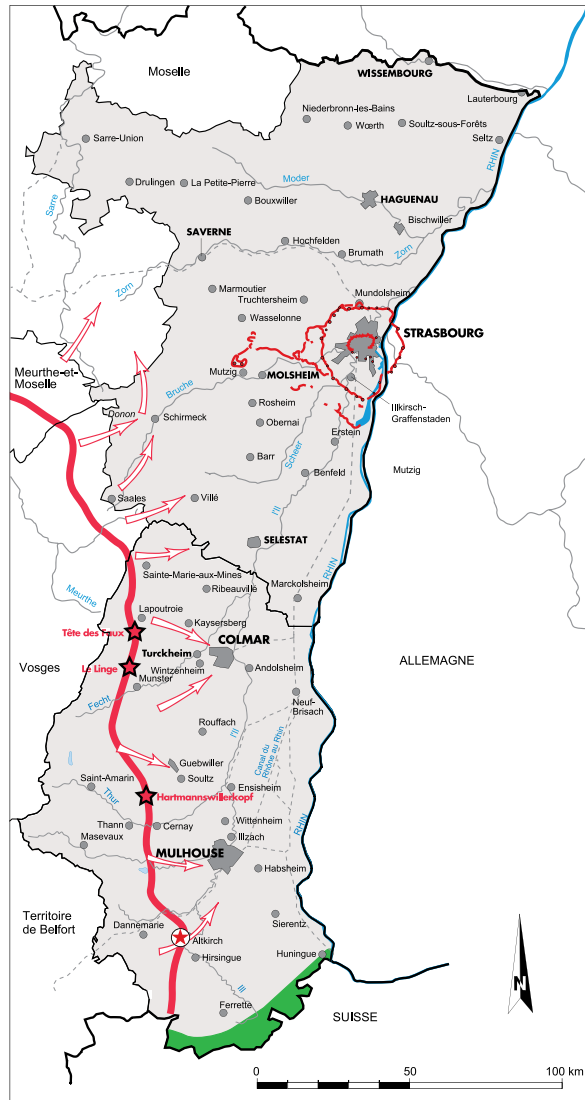 Moselle
WISSEMBOURG
Lauterbourg
Niederbronn-les-Bains
Wœrth
Soultz-sous-Forêts
Seltz
Sarre-Union
RHIN
Drulingen
La Petite-Pierre
Moder
Bouxwiller
HAGUENAU
Sarre
Bischwiller
SAVERNE
Hochfelden
Zorn
Brumath
Zorn
Marmoutier
Truchtersheim
Mundolsheim
Wasselonne
STRASBOURG
Meurthe-et-
Moselle
Mutzig
MOLSHEIM
Bruche
Rosheim
Illkirsch-
Graffenstaden
Donon
Schirmeck
Obernai
Erstein
Scheer
Barr
Benfeld
Mutzig
Saales
Villé
l'Ill
SELESTAT
RHIN
Sainte-Marie-aux-Mines
Ribeauvillé
Marckolsheim
Meurthe
Lapoutroie
Kaysersberg
Tête des Faux
COLMAR
Turckheim
Vosges
Le Linge
Wintzenheim
Andolsheim
ALLEMAGNE
Munster
Fecht
Neuf-
Brisach
Rouffach
l'Ill
Canal du
Rhône au Rhin
Guebwiller
Soultz
Saint-Amarin
Ensisheim
Hartmannswillerkopf
Thur
Wittenheim
Thann
Cernay
RHIN
Masevaux
Illzach
MULHOUSE
Habsheim
Territoire
de Belfort
Sierentz
Dannemarie
Altkirch
Hirsingue
Huningue
N
Ill
Ferrette
SUISSE
0
50
100 km